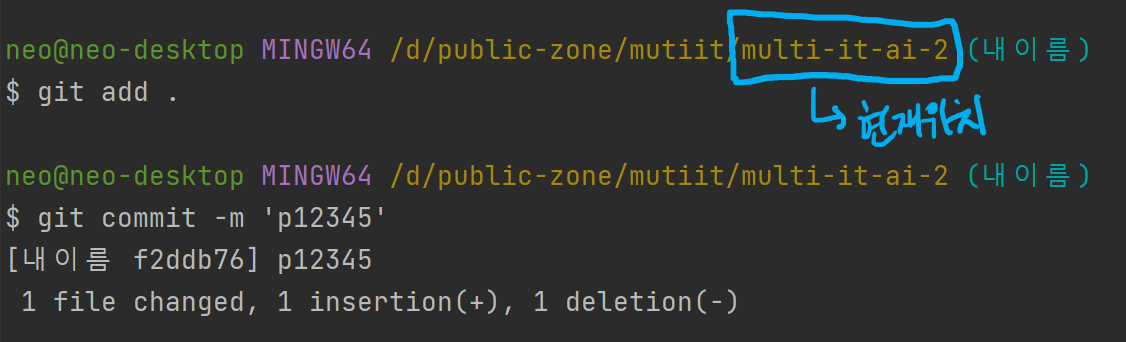 neo@neo-desktop MINGW64 /d/public-zone/mutiit/multi-it-ai-2 (내이름)
$ git add .
현재위치
neo@neo-desktop MINGW64 /d/public-zone/mutiit/multi-it-ai-2 (내이름)
$ git commit -m 'p12345'
[내이름 f2ddb76] p12345
1 file changed, 1 insertion(+), 1 deletion(-)